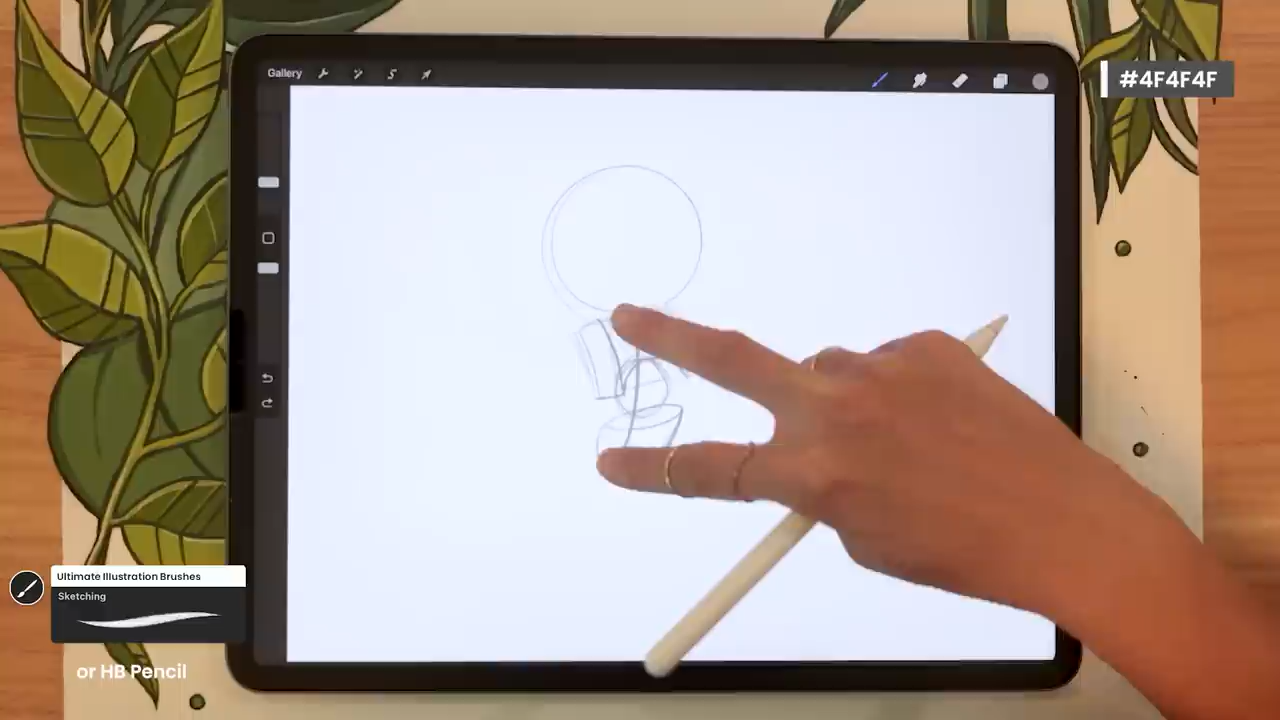 Gallery
#4F4F4F
Ultimate Illustration Brushes
Sketching
or HB Pencil